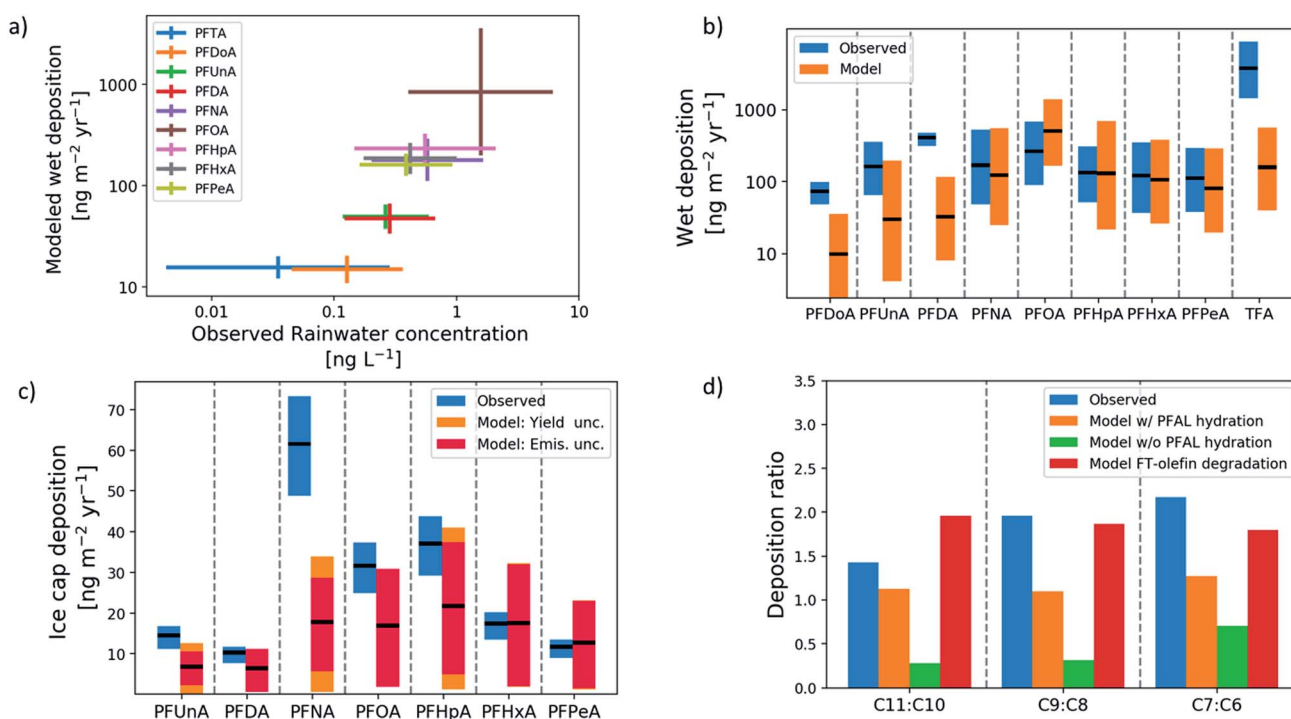 a)
Modeled wet deposition
[ng m⁻² yr⁻¹]
1000
100
10
PFTA
PFDoA
PFUnA
PFDA
PFNA
PFOA
PFHpA
PFHxA
PFPeA
0.01
0.1
1
10
Observed Rainwater concentration
[ng L⁻¹]
b)
Wet deposition
[ng m⁻² yr⁻¹]
1000
100
10
Observed
Model
PFDoA
PFUnA
PFDA
PFNA
PFOA
PFHpA
PFHxA
PFPeA
TFA
c)
Ice cap deposition
[ng m⁻² yr⁻¹]
70
60
50
40
30
20
10
Observed
Model: Yield unc.
Model: Emis. unc.
PFUnA
PFDA
PFNA
PFOA
PFHpA
PFHxA
PFPeA
d)
Deposition ratio
3.5
3.0
2.5
2.0
1.5
1.0
0.5
0.0
Observed
Model w/ PFAL hydration
Model w/o PFAL hydration
Model FT-olefin degradation
C11:C10
C9:C8
C7:C6